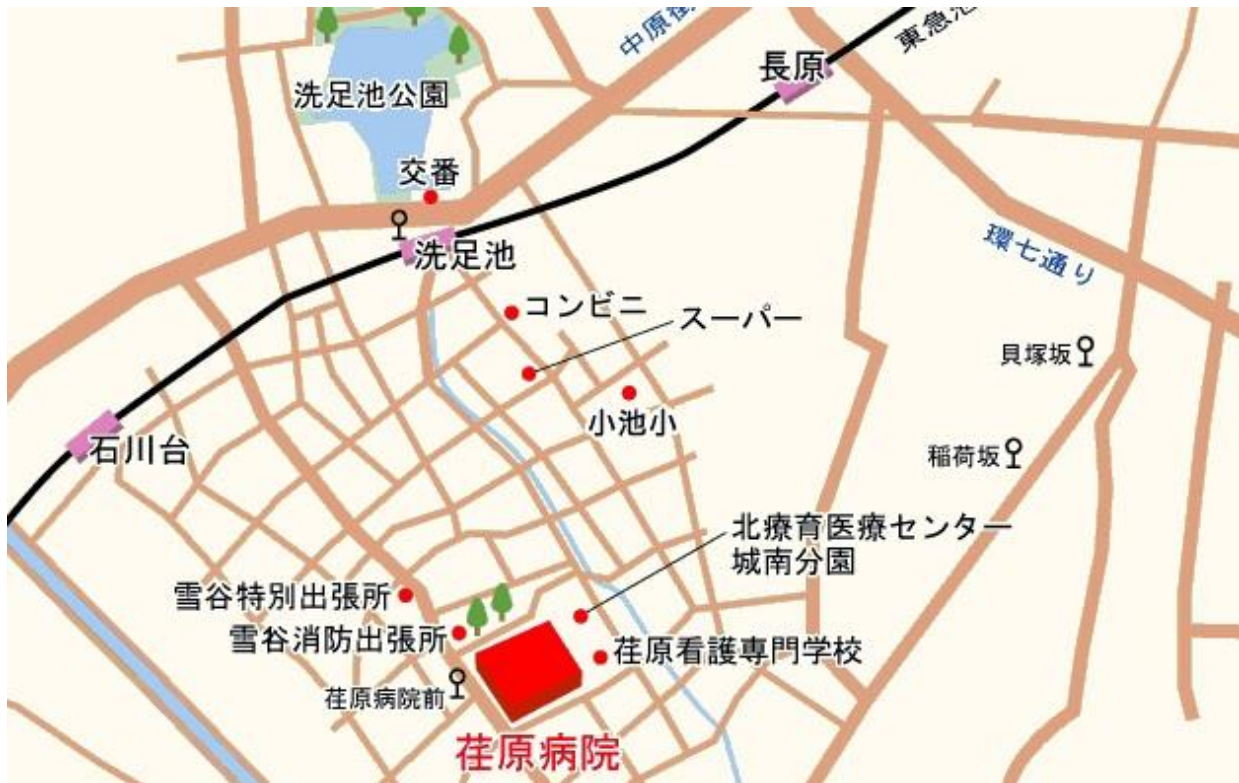 中原街
東急池
長原
洗足池公園
交番
洗足池
環七通り
コンビニ
スーパー
貝塚坂
小池小
石川台
稲荷坂
北療育医療センター
城南分園
雪谷特別出張所
雪谷消防出張所
荏原看護専門学校
荏原病院前
荏原病院